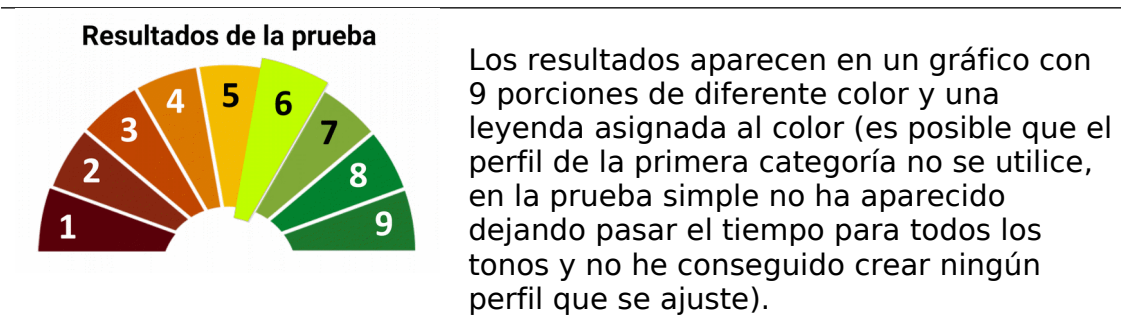 Resultados de la prueba
1
2
3
4
5
6
7
8
9
Los resultados aparecen en un gráfico con
9 porciones de diferente color y una
leyenda asignada al color (es posible que el
perfil de la primera categoría no se utilice,
en la prueba simple no ha aparecido
dejando pasar el tiempo para todos los
tonos y no he conseguido crear ningún
perfil que se ajuste).